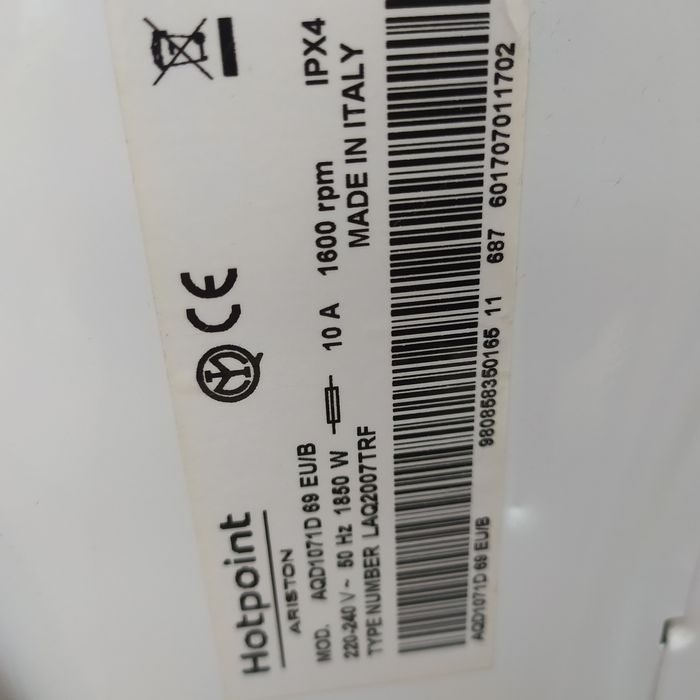 Hotpoint
ARISTON
CE
MOD. AQD1071D 69 EU/B
220-240 V ~ 50 Hz 1850 W 10 A 1600 rpm IPX4
TYPE NUMBER LAQ2007TRF MADE IN ITALY
AQD1071D 69 EU/B 980858350165 11 687 601707011702